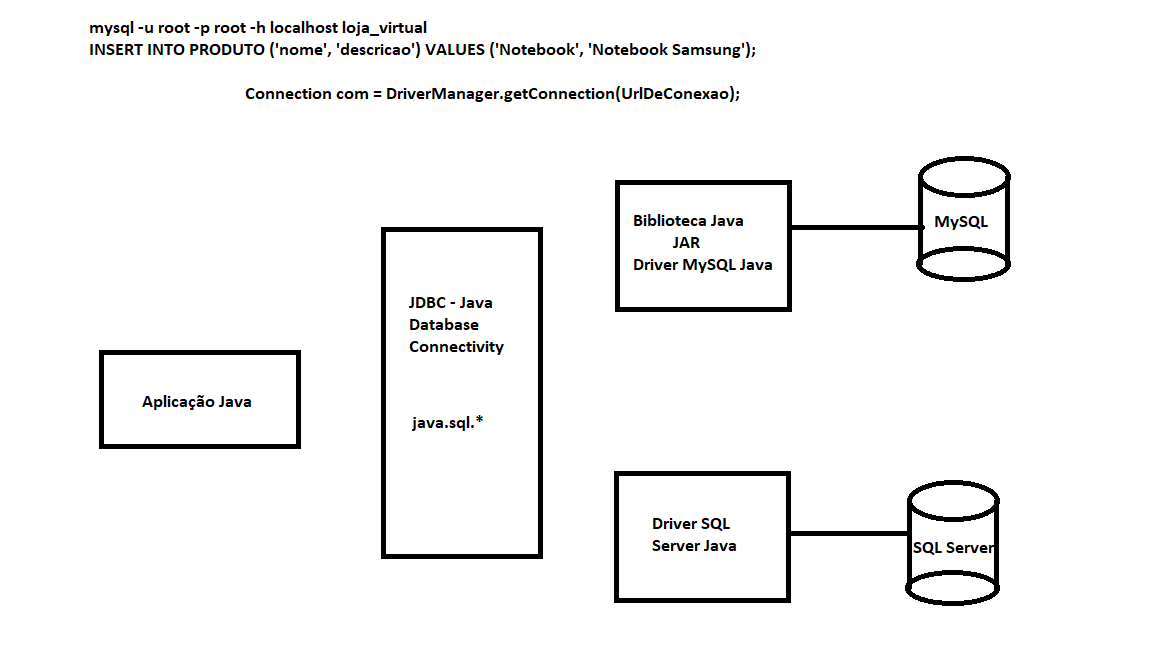 mysql -u root -p root -h localhost loja_virtual
INSERT INTO PRODUTO ('nome', 'descricao') VALUES ('Notebook', 'Notebook Samsung');
Connection com = DriverManager.getConnection(UrlDeConexao);
Biblioteca Java
JAR
Driver MySQL Java
MySQL
JDBC - Java
Database
Connectivity
java.sql.*
Aplicação Java
Driver SQL
Server Java
SQL Server